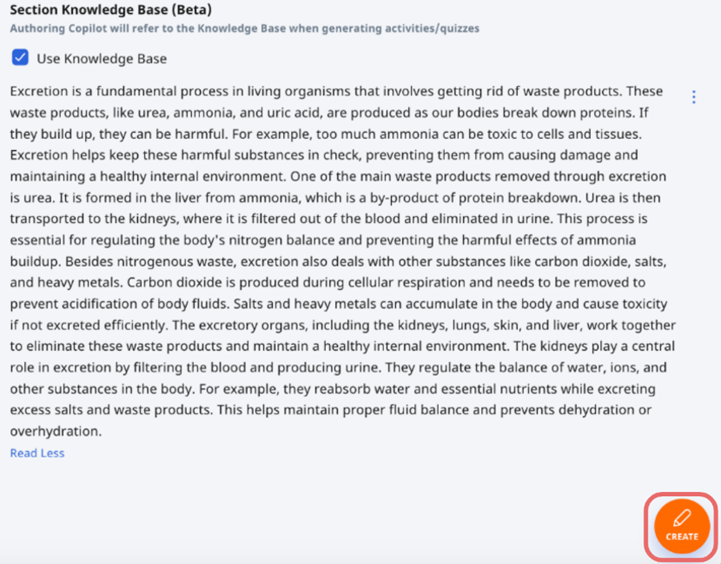 Section Knowledge Base (Beta)
Authoring Copilot will refer to the Knowledge Base when generating activities/quizzes
Use Knowledge Base
Excretion is a fundamental process in living organisms that involves getting rid of waste products. These
waste products, like urea, ammonia, and uric acid, are produced as our bodies break down proteins. If
they build up, they can be harmful. For example, too much ammonia can be toxic to cells and tissues.
Excretion helps keep these harmful substances in check, preventing them from causing damage and
maintaining a healthy internal environment. One of the main waste products removed through excretion
is urea. It is formed in the liver from ammonia, which is a by-product of protein breakdown. Urea is then
transported to the kidneys, where it is filtered out of the blood and eliminated in urine. This process is
essential for regulating the body's nitrogen balance and preventing the harmful effects of ammonia
buildup. Besides nitrogenous waste, excretion also deals with other substances like carbon dioxide, salts,
and heavy metals. Carbon dioxide is produced during cellular respiration and needs to be removed to
prevent acidification of body fluids. Salts and heavy metals can accumulate in the body and cause toxicity
if not excreted efficiently. The excretory organs, including the kidneys, lungs, skin, and liver, work together
to eliminate these waste products and maintain a healthy internal environment. The kidneys play a central
role in excretion by filtering the blood and producing urine. They regulate the balance of water, ions, and
other substances in the body. For example, they reabsorb water and essential nutrients while excreting
excess salts and waste products. This helps maintain proper fluid balance and prevents dehydration or
overhydration.
Read Less
CREATE